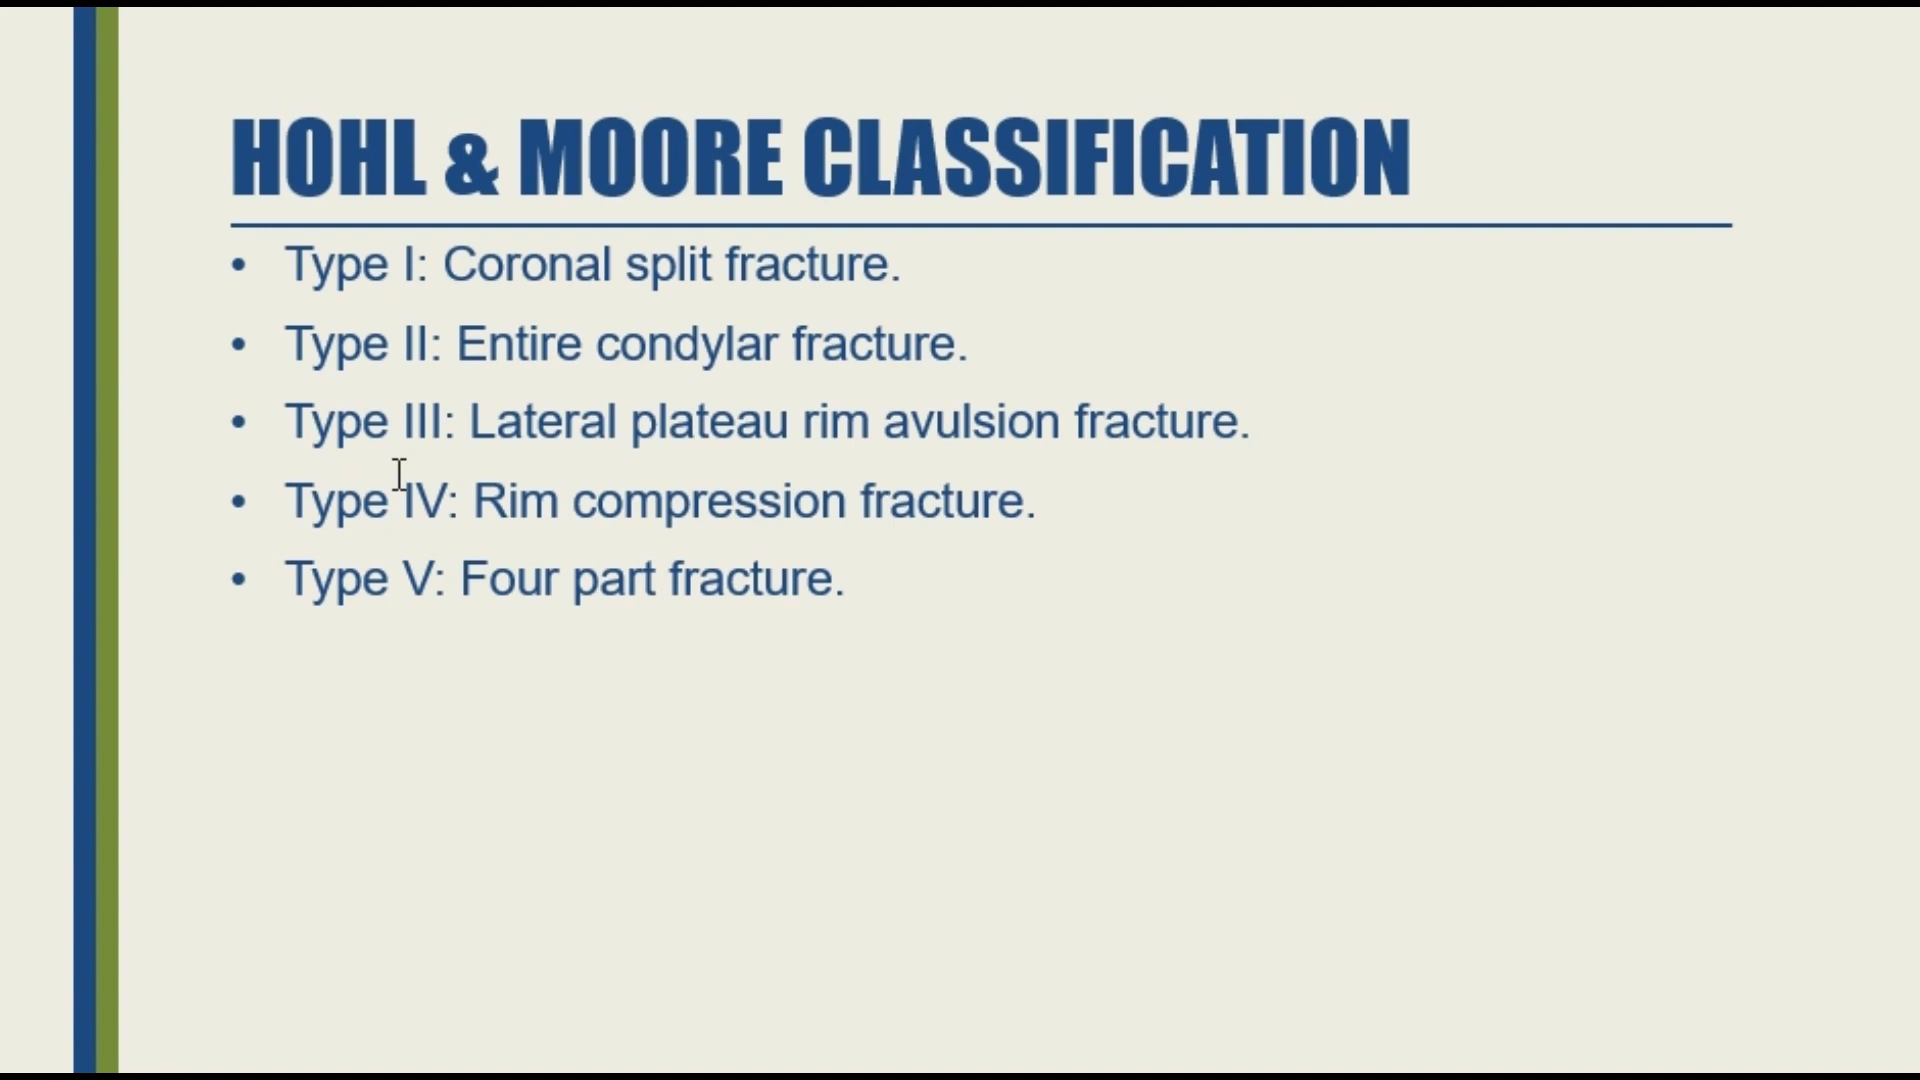 HOHL & MOORE CLASSIFICATION
• Type I: Coronal split fracture.
• Type II: Entire condylar fracture.
• Type III: Lateral plateau rim avulsion fracture.
• Type IV: Rim compression fracture.
• Type V: Four part fracture.